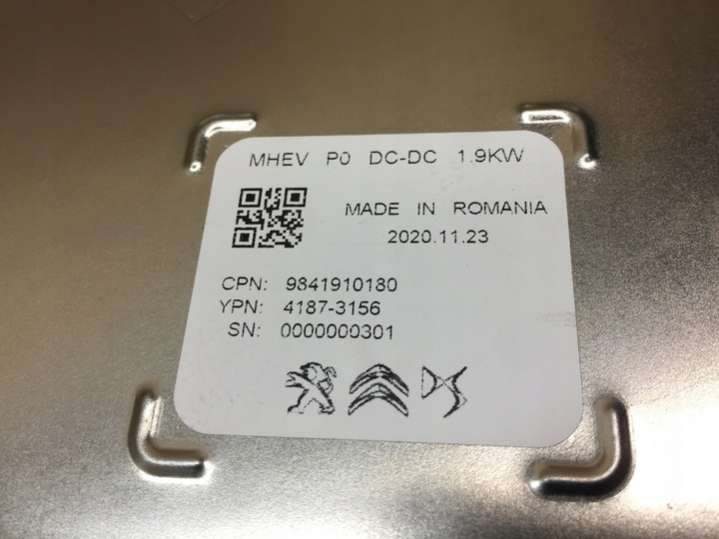 MHEV P0 DC-DC 1.9KW
MADE IN ROMANIA
2020.11.23
CPN: 9841910180
YPN: 4187-3156
SN: 0000000301